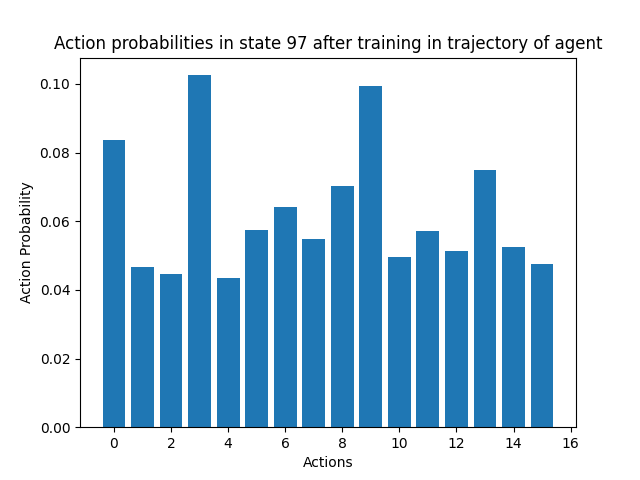 Action probabilities in state 97 after training in trajectory of agent
0.10
0.08
0.06
0.04
0.02
0.00
Action Probability
0 2 4 6 8 10 12 14 16
Actions